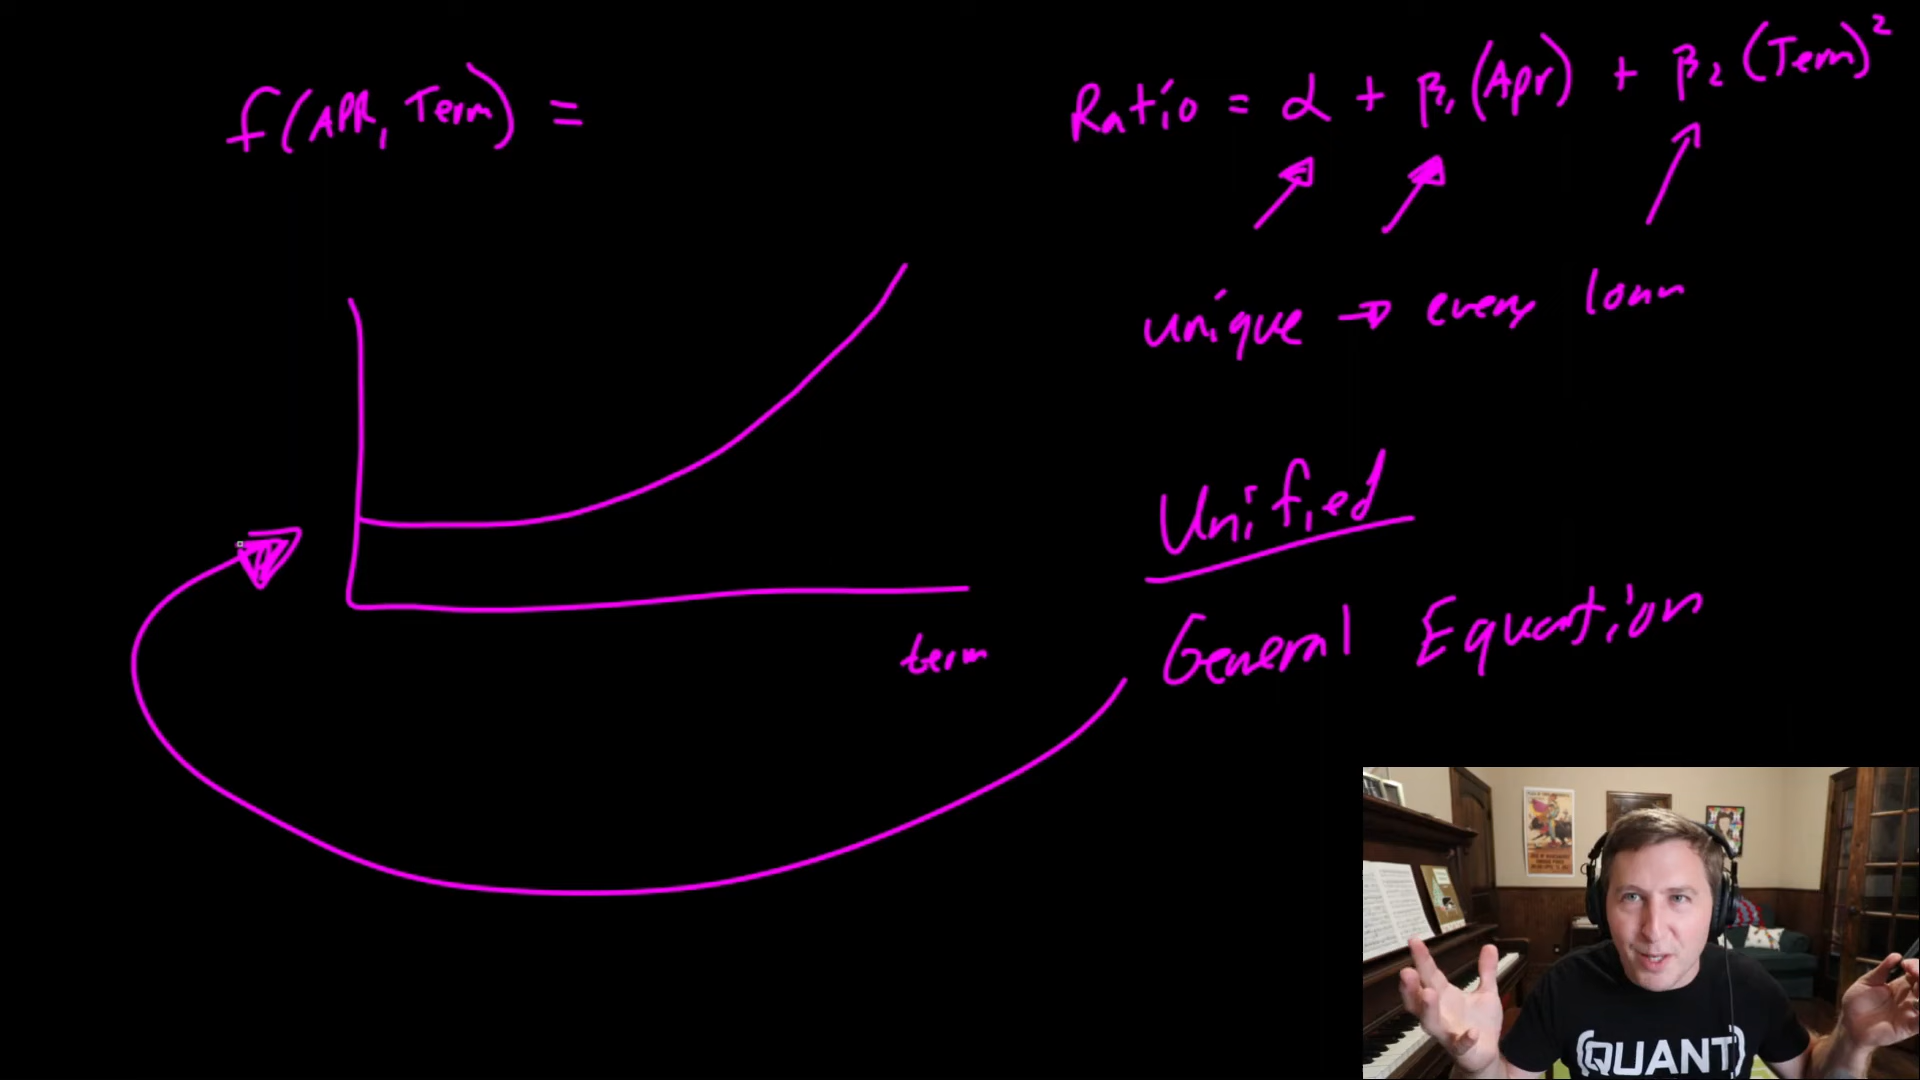 f(APR, Term) =
Ratio = α + β₁(Apr) + β₂(Term)²
unique → every loan
Unified
General Equation
term
(QUANT)